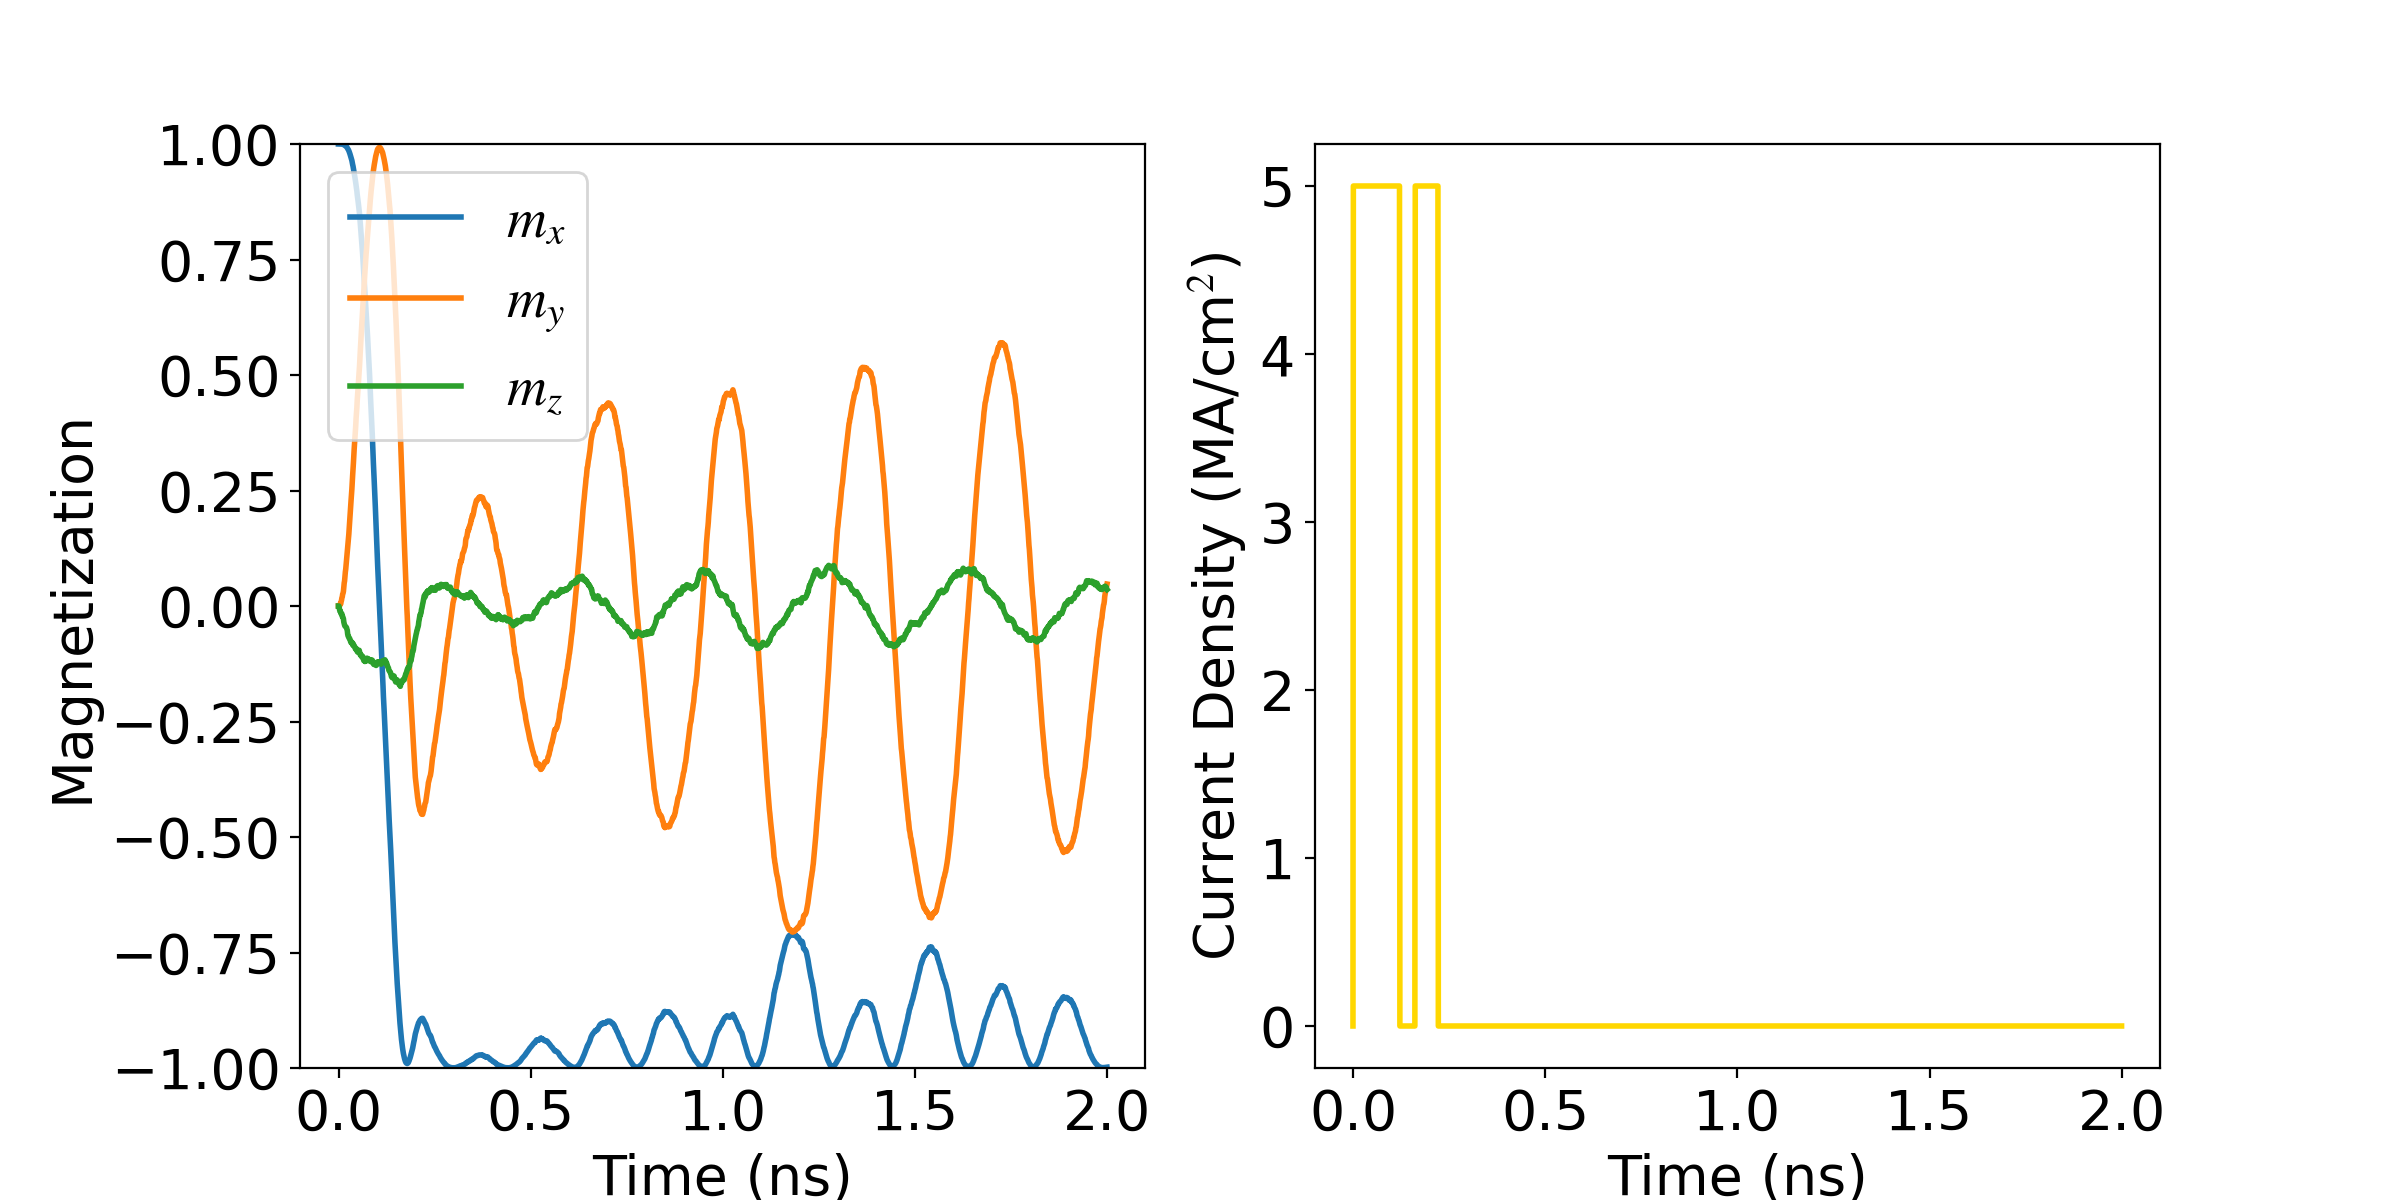 1.00
0.75
0.50
0.25
0.00
−0.25
−0.50
−0.75
−1.00
Magnetization
m_x
m_y
m_z
0.0 0.5 1.0 1.5 2.0
Time (ns)
5
4
3
2
1
0
Current Density (MA/cm²)
0.0 0.5 1.0 1.5 2.0
Time (ns)